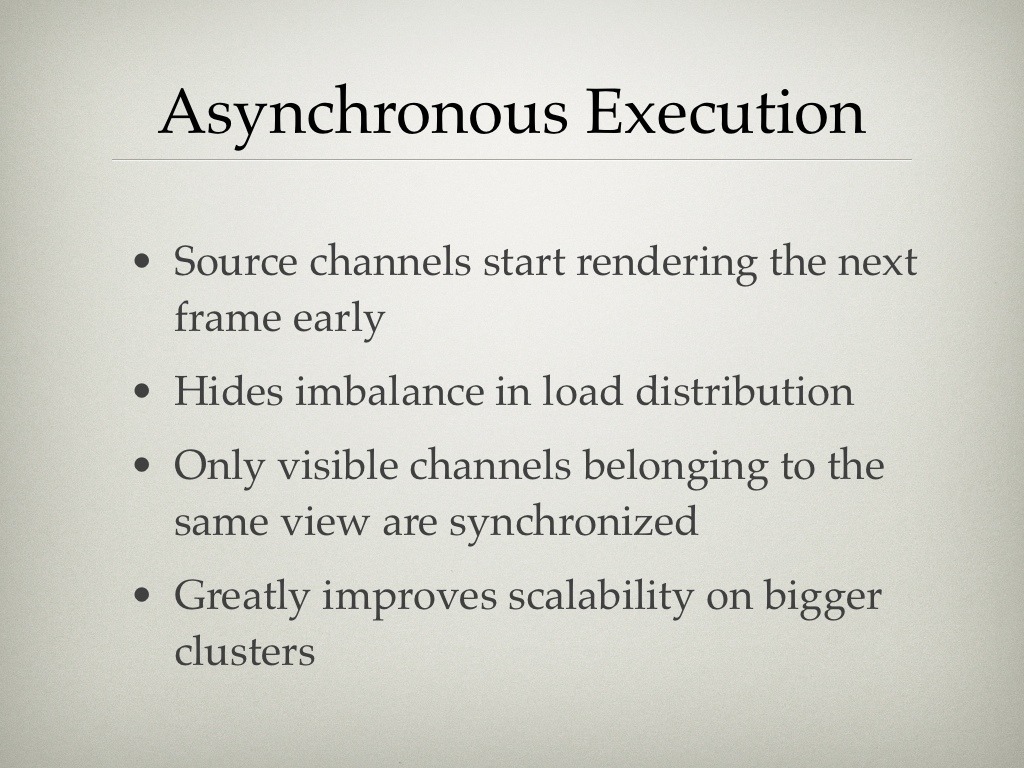 Asynchronous Execution
• Source channels start rendering the next
frame early
• Hides imbalance in load distribution
• Only visible channels belonging to the
same view are synchronized
• Greatly improves scalability on bigger
clusters